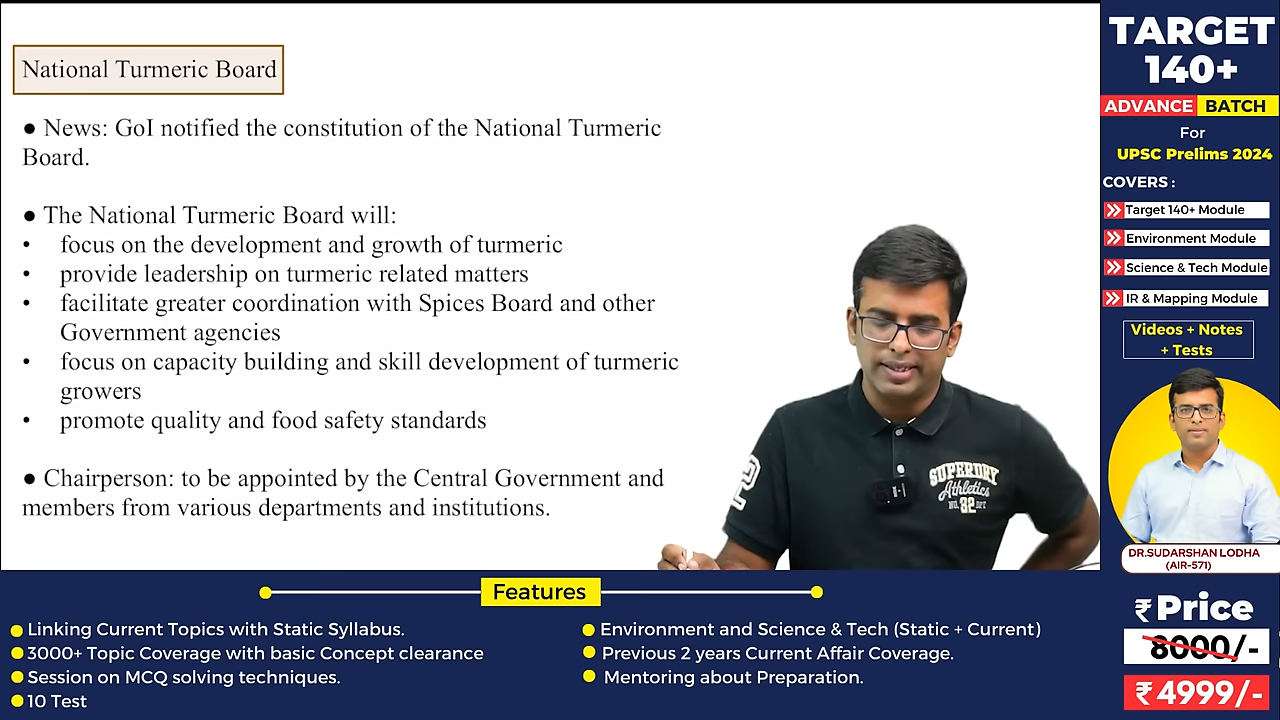 National Turmeric Board
● News: GoI notified the constitution of the National Turmeric
Board.
● The National Turmeric Board will:
• focus on the development and growth of turmeric
• provide leadership on turmeric related matters
• facilitate greater coordination with Spices Board and other
Government agencies
• focus on capacity building and skill development of turmeric
growers
• promote quality and food safety standards
● Chairperson: to be appointed by the Central Government and
members from various departments and institutions.
2
SUPERDRY
Athletics
NO. 32
TARGET
140+
ADVANCE BATCH
For
UPSC Prelims 2024
COVERS :
Target 140+ Module
Environment Module
Science & Tech Module
IR & Mapping Module
Videos + Notes
+ Tests
DR.SUDARSHAN LODHA
(AIR-571)
₹ Price
8000/-
₹ 4999/-
Features
Linking Current Topics with Static Syllabus.
3000+ Topic Coverage with basic Concept clearance
Session on MCQ solving techniques.
10 Test
Environment and Science & Tech (Static + Current)
Previous 2 years Current Affair Coverage.
Mentoring about Preparation.